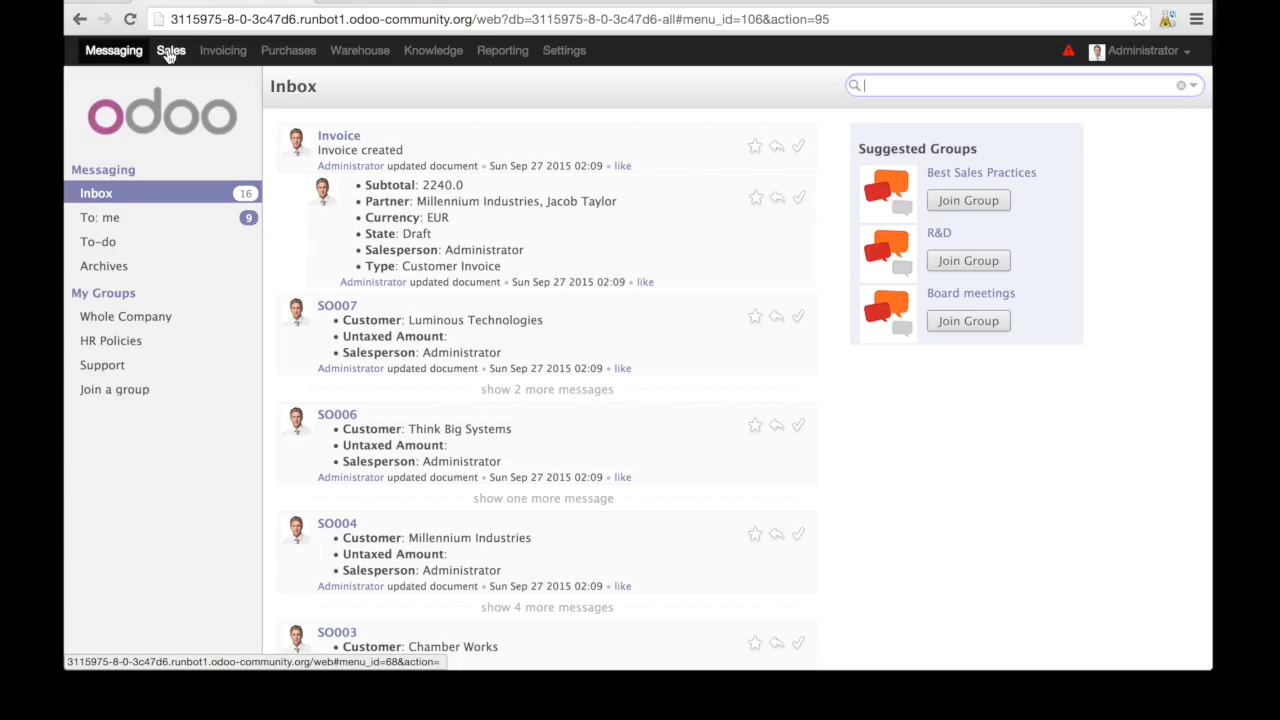 3115975-8-0-3c47d6.runbot1.odoo-community.org/web?db=3115975-8-0-3c47d6-all#menu_id=106&action=95
Messaging Sales Invoicing Purchases Warehouse Knowledge Reporting Settings Administrator
odoo
Messaging
Inbox 16
To: me 9
To-do
Archives
My Groups
Whole Company
HR Policies
Support
Join a group
Inbox
Invoice
Invoice created
Administrator updated document • Sun Sep 27 2015 02:09 • like
• Subtotal: 2240.0
• Partner: Millennium Industries, Jacob Taylor
• Currency: EUR
• State: Draft
• Salesperson: Administrator
• Type: Customer Invoice
Administrator updated document • Sun Sep 27 2015 02:09 • like
SO007
• Customer: Luminous Technologies
• Untaxed Amount:
• Salesperson: Administrator
Administrator updated document • Sun Sep 27 2015 02:09 • like
show 2 more messages
SO006
• Customer: Think Big Systems
• Untaxed Amount:
• Salesperson: Administrator
Administrator updated document • Sun Sep 27 2015 02:09 • like
show one more message
SO004
• Customer: Millennium Industries
• Untaxed Amount:
• Salesperson: Administrator
Administrator updated document • Sun Sep 27 2015 02:09 • like
show 4 more messages
SO003
• Customer: Chamber Works
Suggested Groups
Best Sales Practices
Join Group
R&D
Join Group
Board meetings
Join Group
3115975-8-0-3c47d6.runbot1.odoo-community.org/web#menu_id=68&action=